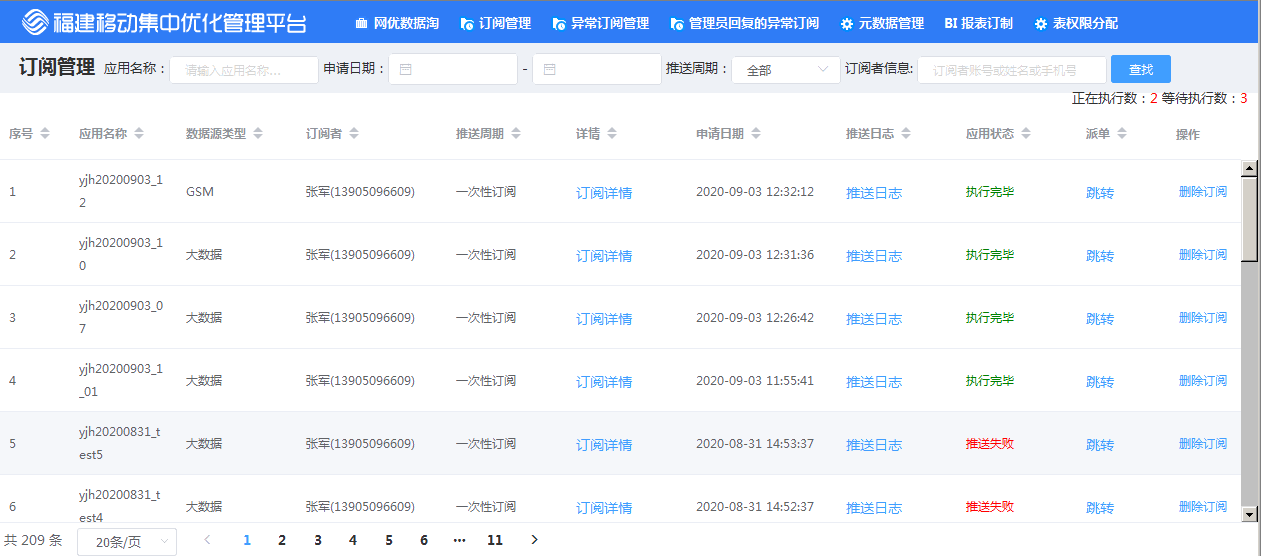 福建移动集中优化管理平台 网优数据淘 订阅管理 异常订阅管理 管理员回复的异常订阅 元数据管理 BI 报表订制 表权限分配
订阅管理 应用名称： 请输入应用名称... 申请日期： - 推送周期： 全部 订阅者信息: 订阅者账号或姓名或手机号 查找
正在执行数：2 等待执行数：3
序号 应用名称 数据源类型 订阅者 推送周期 详情 申请日期 推送日志 应用状态 派单 操作
1 yjh20200903_1 GSM 张军(13905096609) 一次性订阅 订阅详情 2020-09-03 12:32:12 推送日志 执行完毕 跳转 删除订阅
2
2 yjh20200903_1 大数据 张军(13905096609) 一次性订阅 订阅详情 2020-09-03 12:31:36 推送日志 执行完毕 跳转 删除订阅
0
3 yjh20200903_0 大数据 张军(13905096609) 一次性订阅 订阅详情 2020-09-03 12:26:42 推送日志 执行完毕 跳转 删除订阅
7
4 yjh20200903_1 大数据 张军(13905096609) 一次性订阅 订阅详情 2020-09-03 11:55:41 推送日志 执行完毕 跳转 删除订阅
_01
5 yjh20200831_t 大数据 张军(13905096609) 一次性订阅 订阅详情 2020-08-31 14:53:37 推送日志 推送失败 跳转 删除订阅
est5
6 yjh20200831_t 大数据 张军(13905096609) 一次性订阅 订阅详情 2020-08-31 14:52:37 推送日志 推送失败 跳转 删除订阅
est4
共 209 条 20条/页 1 2 3 4 5 6 ••• 11